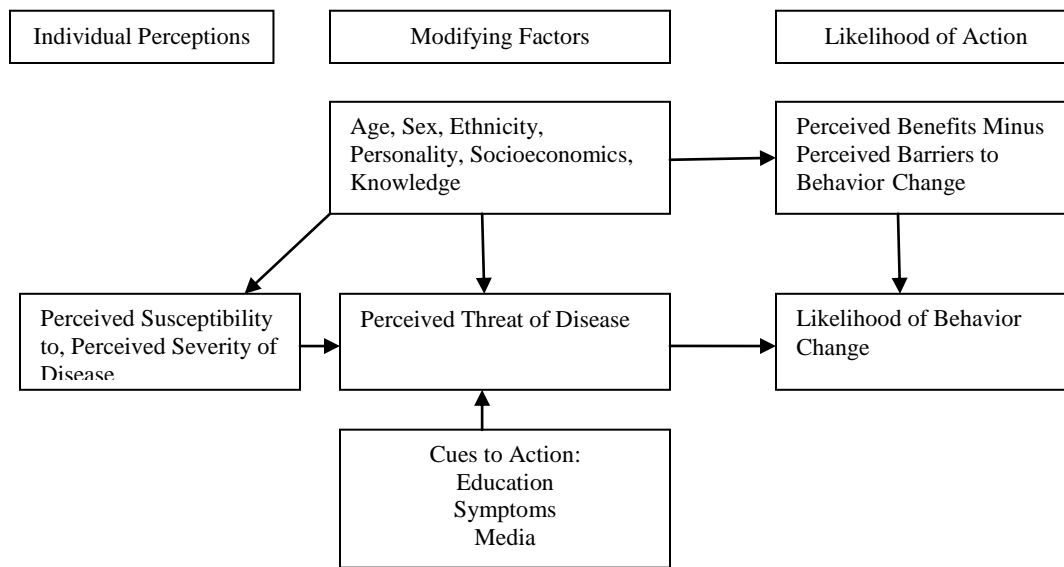 Individual Perceptions
Modifying Factors
Likelihood of Action
Age, Sex, Ethnicity,
Personality, Socioeconomics,
Knowledge
Perceived Benefits Minus
Perceived Barriers to
Behavior Change
Perceived Susceptibility
to, Perceived Severity of
Disease
Perceived Threat of Disease
Likelihood of Behavior
Change
Cues to Action:
Education
Symptoms
Media